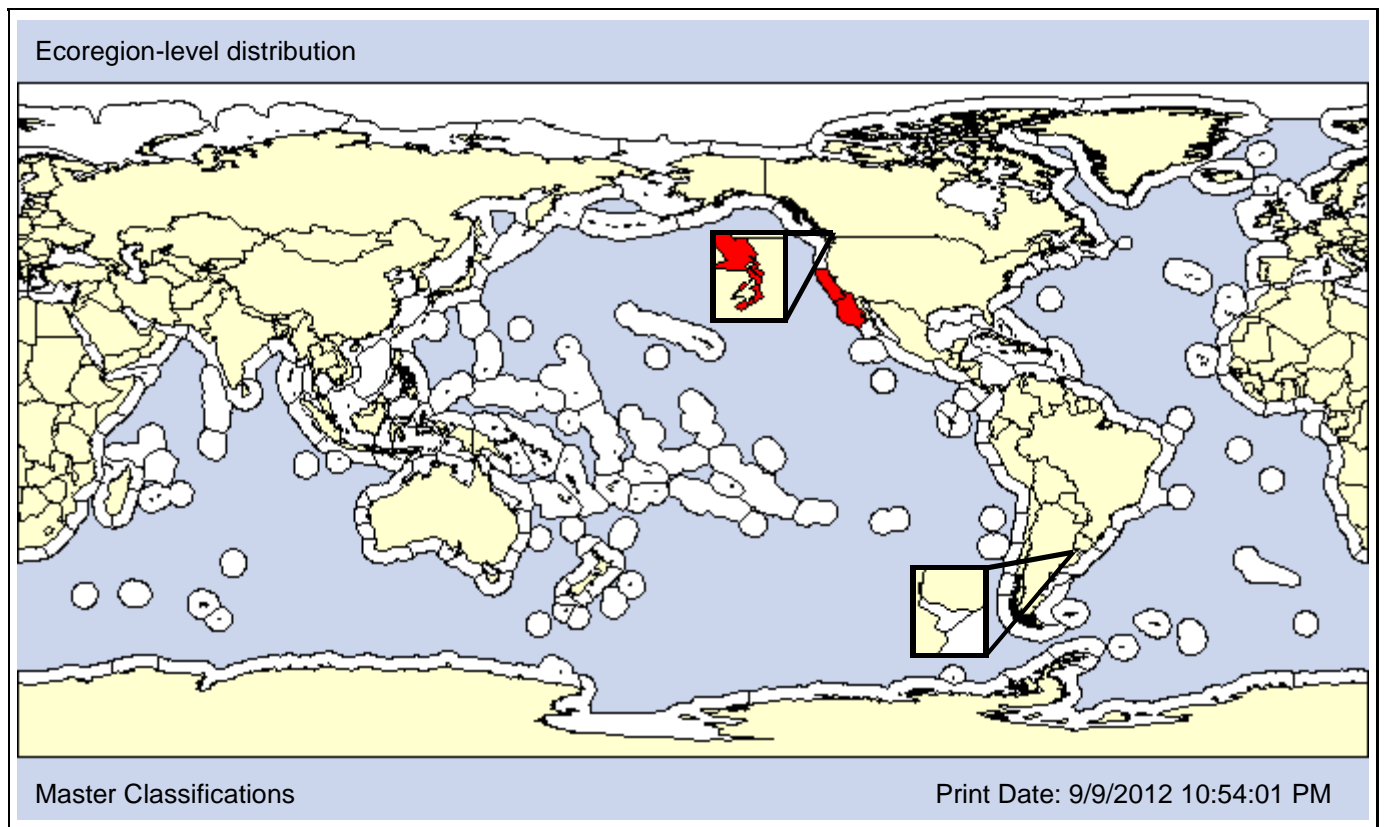 Ecoregion-level distribution
Master Classifications
Print Date: 9/9/2012 10:54:01 PM